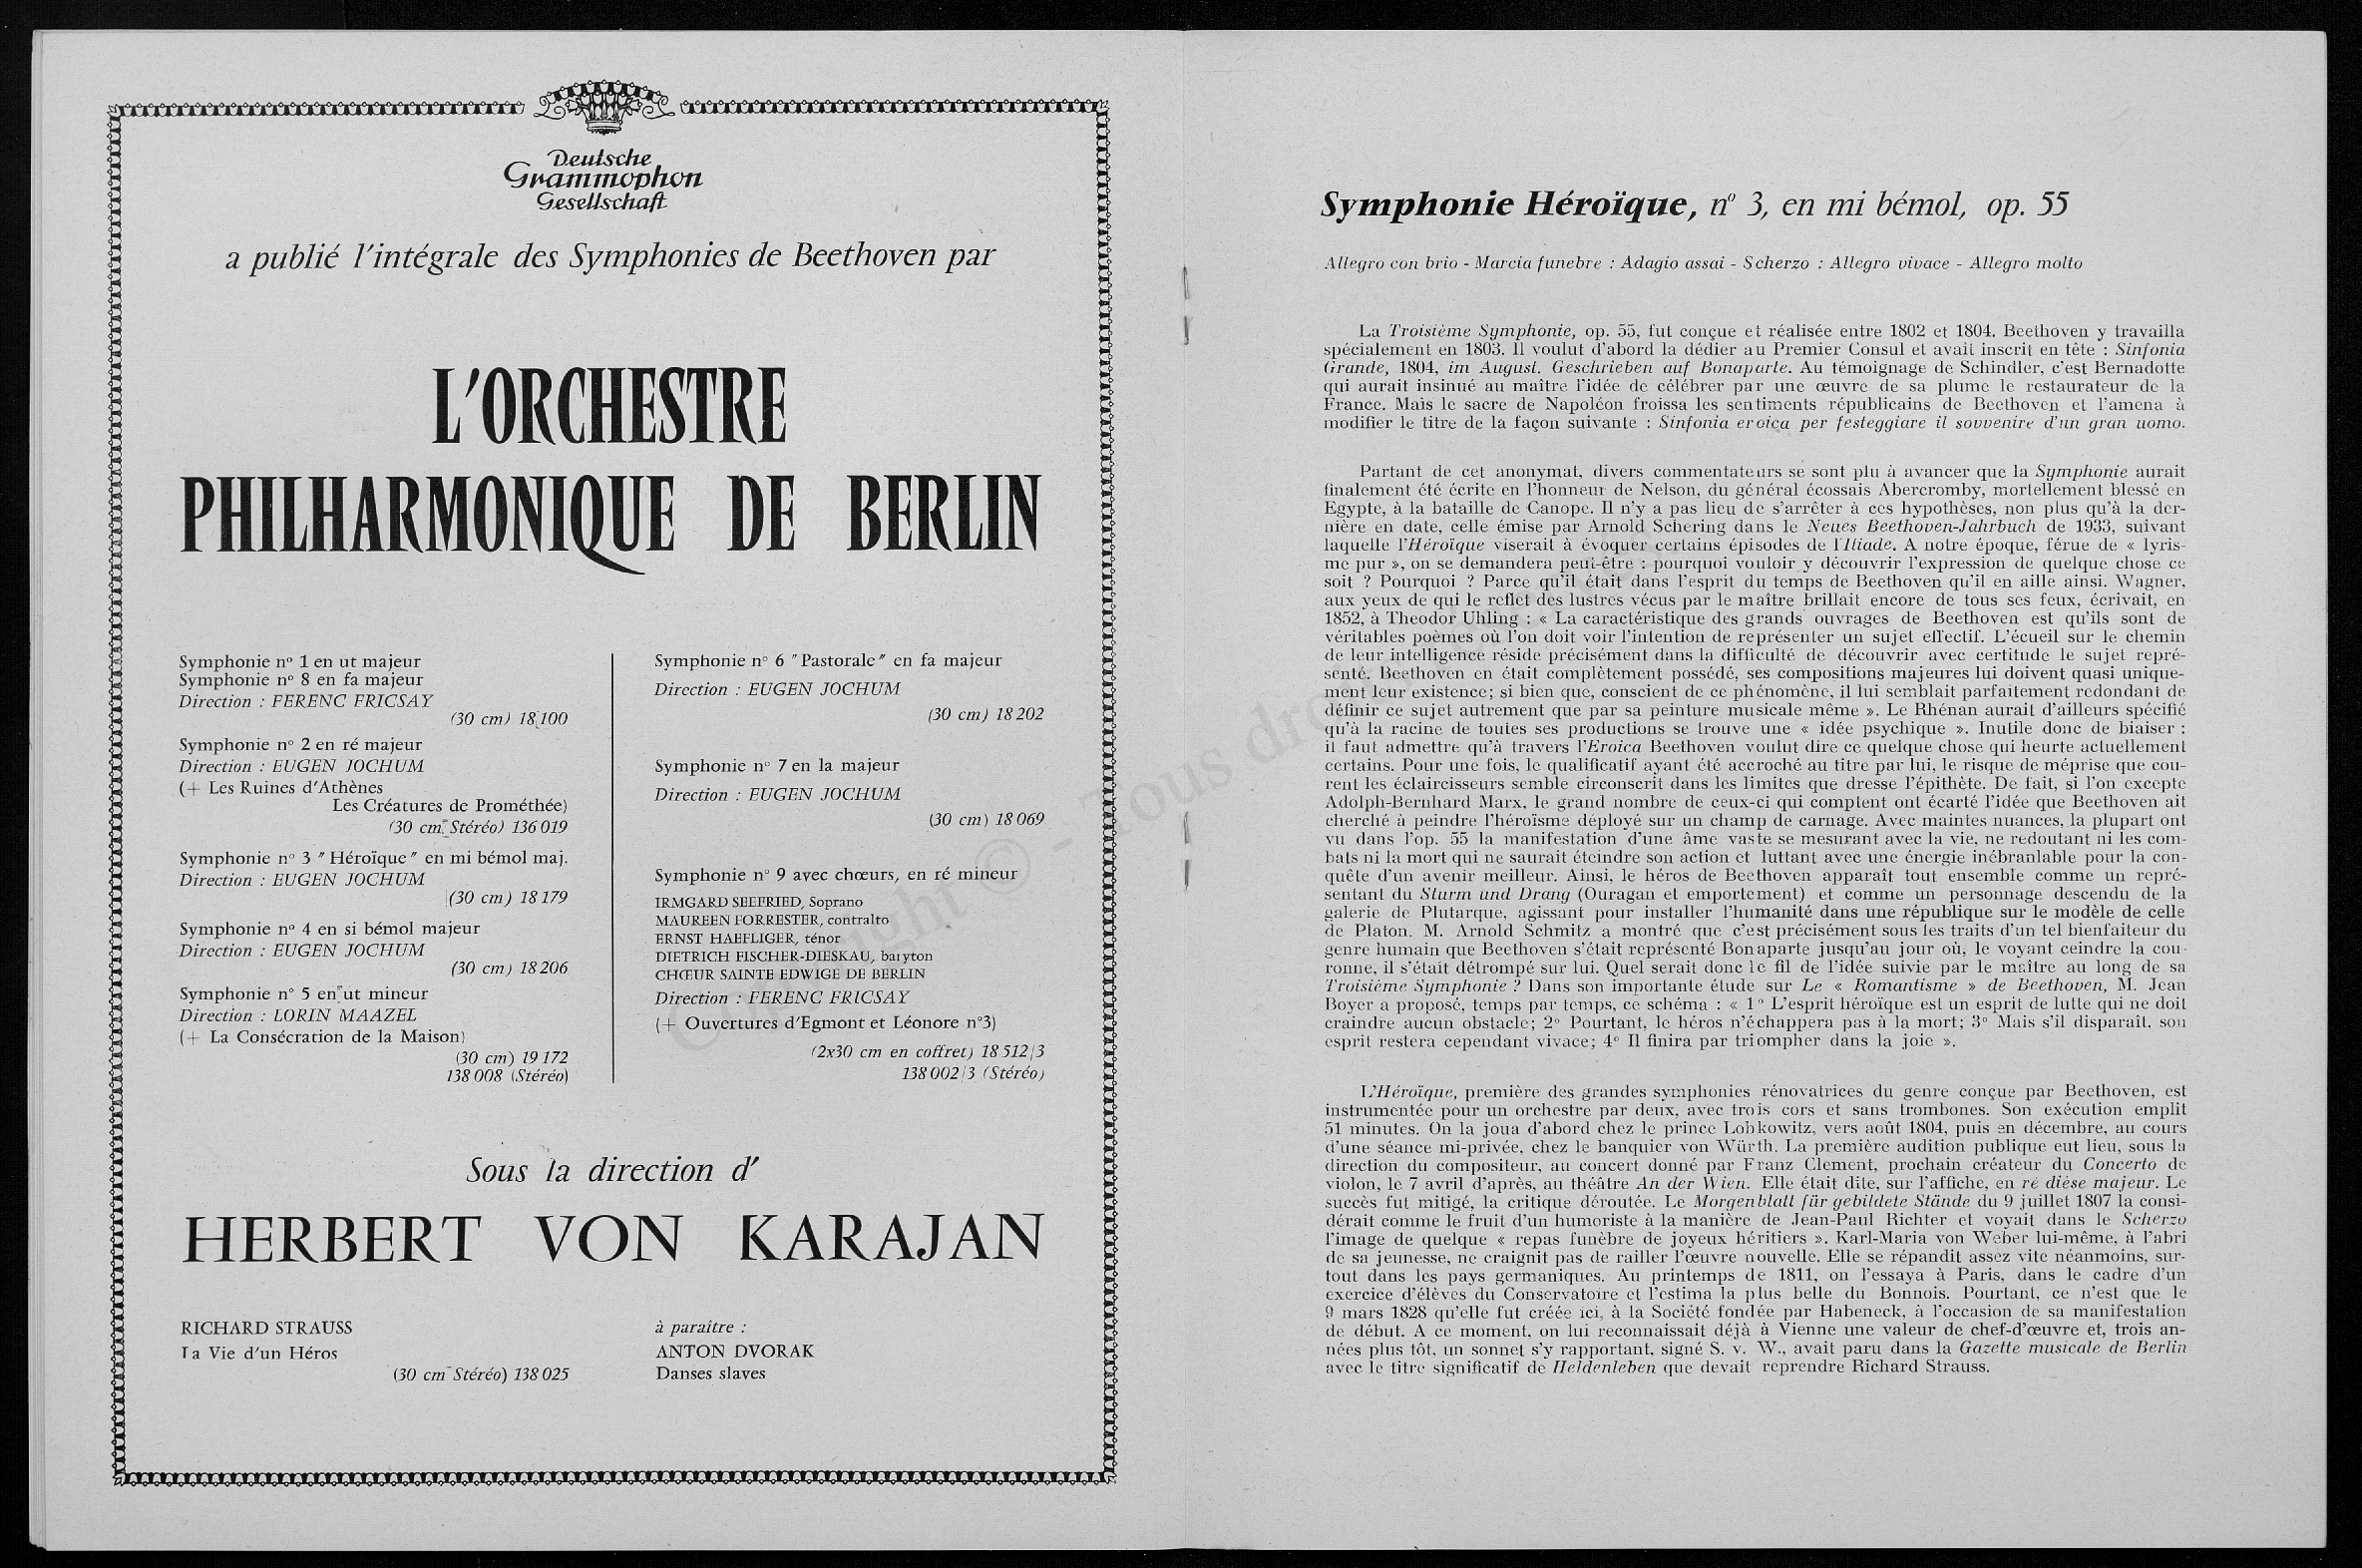 Deutsche
Grammophon
Gesellschaft
a publié l'intégrale des Symphonies de Beethoven par
L'ORCHESTRE
PHILHARMONIQUE DE BERLIN
Symphonie nº 1 en ut majeur
Symphonie nº 8 en fa majeur
Direction : FERENC FRICSAY
(30 cm) 18 100
Symphonie nº 2 en ré majeur
Direction : EUGEN JOCHUM
(+ Les Ruines d'Athènes
Les Créatures de Prométhée)
(30 cm Stéréo) 136 019
Symphonie nº 3 "Héroïque" en mi bémol maj.
Direction : EUGEN JOCHUM
(30 cm) 18 179
Symphonie nº 4 en si bémol majeur
Direction : EUGEN JOCHUM
(30 cm) 18 206
Symphonie nº 5 en ut mineur
Direction : LORIN MAAZEL
(+ La Consécration de la Maison)
(30 cm) 19 172
138 008 (Stéréo)
Symphonie nº 6 "Pastorale" en fa majeur
Direction : EUGEN JOCHUM
(30 cm) 18 202
Symphonie nº 7 en la majeur
Direction : EUGEN JOCHUM
(30 cm) 18 069
Symphonie nº 9 avec chœurs, en ré mineur
IRMGARD SEEFRIED, Soprano
MAUREEN FORRESTER, contralto
ERNST HAEFLIGER, ténor
DIETRICH FISCHER-DIESKAU, baryton
CHŒUR SAINTE EDWIGE DE BERLIN
Direction : FERENC FRICSAY
(+ Ouvertures d'Egmont et Léonore nº3)
(2x30 cm en coffret) 18 512/3
138 002/3 (Stéréo)
Sous la direction d'
HERBERT VON KARAJAN
RICHARD STRAUSS
La Vie d'un Héros
(30 cm Stéréo) 138 025
à paraître :
ANTON DVORAK
Danses slaves
Symphonie Héroïque, nº 3, en mi bémol, op. 55
Allegro con brio - Marcia funebre : Adagio assai - Scherzo : Allegro vivace - Allegro molto
La Troisième Symphonie, op. 55, fut conçue et réalisée entre 1802 et 1804. Beethoven y travailla
spécialement en 1803. Il voulut d'abord la dédier au Premier Consul et avait inscrit en tête : Sinfonia
Grande, 1804, im August. Geschrieben auf Bonaparte. Au témoignage de Schindler, c'est Bernadotte
qui aurait insinué au maître l'idée de célébrer par une œuvre de sa plume le restaurateur de la
France. Mais le sacre de Napoléon froissa les sentiments républicains de Beethoven et l'amena à
modifier le titre de la façon suivante : Sinfonia eroica per festeggiare il sovvenire d'un gran uomo.
Partant de cet anonymat, divers commentateurs se sont plu à avancer que la Symphonie aurait
finalement été écrite en l'honneur de Nelson, du général écossais Abercromby, mortellement blessé en
Egypte, à la bataille de Canope. Il n'y a pas lieu de s'arrêter à ces hypothèses, non plus qu'à la der-
nière en date, celle émise par Arnold Schering dans le Neues Beethoven-Jahrbuch de 1933, suivant
laquelle l'Héroïque viserait à évoquer certains épisodes de l'Iliade. A notre époque, férue de « lyris-
me pur », on se demandera peut-être : pourquoi vouloir y découvrir l'expression de quelque chose ce
soit ? Pourquoi ? Parce qu'il était dans l'esprit du temps de Beethoven qu'il en aille ainsi. Wagner,
aux yeux de qui le reflet des lustres vécus par le maître brillait encore de tous ses feux, écrivait, en
1852, à Theodor Uhling : « La caractéristique des grands ouvrages de Beethoven est qu'ils sont de
véritables poèmes où l'on doit voir l'intention de représenter un sujet effectif. L'écueil sur le chemin
de leur intelligence réside précisément dans la difficulté de découvrir avec certitude le sujet repré-
senté. Beethoven en était complètement possédé, ses compositions majeures lui doivent quasi unique-
ment leur existence; si bien que, conscient de ce phénomène, il lui semblait parfaitement redondant de
définir ce sujet autrement que par sa peinture musicale même ». Le Rhénan aurait d'ailleurs spécifié
qu'à la racine de toutes ses productions se trouve une « idée psychique ». Inutile donc de biaiser :
il faut admettre qu'à travers l'Eroica Beethoven voulut dire ce quelque chose qui heurte actuellement
certains. Pour une fois, le qualificatif ayant été accroché au titre par lui, le risque de méprise que cou-
rent les éclaircisseurs semble circonscrit dans les limites que dresse l'épithète. De fait, si l'on excepte
Adolph-Bernhard Marx, le grand nombre de ceux-ci qui comptent ont écarté l'idée que Beethoven ait
cherché à peindre l'héroïsme déployé sur un champ de carnage. Avec maintes nuances, la plupart ont
vu dans l'op. 55 la manifestation d'une âme vaste se mesurant avec la vie, ne redoutant ni les com-
bats ni la mort qui ne saurait éteindre son action et luttant avec une énergie inébranlable pour la con-
quête d'un avenir meilleur. Ainsi, le héros de Beethoven apparaît tout ensemble comme un repré-
sentant du Sturm und Drang (Ouragan et emportement) et comme un personnage descendu de la
galerie de Plutarque, agissant pour installer l'humanité dans une république sur le modèle de celle
de Platon. M. Arnold Schmitz a montré que c'est précisément sous les traits d'un tel bienfaiteur du
genre humain que Beethoven s'était représenté Bonaparte jusqu'au jour où, le voyant ceindre la cou-
ronne, il s'était détrompé sur lui. Quel serait donc le fil de l'idée suivie par le maître au long de sa
Troisième Symphonie ? Dans son importante étude sur Le « Romantisme » de Beethoven, M. Jean
Boyer a proposé, temps par temps, ce schéma : « 1º L'esprit héroïque est un esprit de lutte qui ne doit
craindre aucun obstacle; 2º Pourtant, le héros n'échappera pas à la mort; 3º Mais s'il disparaît, son
esprit restera cependant vivace; 4º Il finira par triompher dans la joie ».
L'Héroïque, première des grandes symphonies rénovatrices du genre conçue par Beethoven, est
instrumentée pour un orchestre par deux, avec trois cors et sans trombones. Son exécution emplit
51 minutes. On la joua d'abord chez le prince Lobkowitz, vers août 1804, puis en décembre, au cours
d'une séance mi-privée, chez le banquier von Würth. La première audition publique eut lieu, sous la
direction du compositeur, au concert donné par Franz Clement, prochain créateur du Concerto de
violon, le 7 avril d'après, au théâtre An der Wien. Elle était dite, sur l'affiche, en ré dièse majeur. Le
succès fut mitigé, la critique déroutée. Le Morgenblatt für gebildete Stände du 9 juillet 1807 la consi-
dérait comme le fruit d'un humoriste à la manière de Jean-Paul Richter et voyait dans le Scherzo
l'image de quelque « repas funèbre de joyeux héritiers ». Karl-Maria von Weber lui-même, à l'abri
de sa jeunesse, ne craignit pas de railler l'œuvre nouvelle. Elle se répandit assez vite néanmoins, sur-
tout dans les pays germaniques. Au printemps de 1811, on l'essaya à Paris, dans le cadre d'un
exercice d'élèves du Conservatoire et l'estima la plus belle du Bonnois. Pourtant, ce n'est que le
9 mars 1828 qu'elle fut créée ici, à la Société fondée par Habeneck, à l'occasion de sa manifestation
de début. A ce moment, on lui reconnaissait déjà à Vienne une valeur de chef-d'œuvre et, trois an-
nées plus tôt, un sonnet s'y rapportant, signé S. v. W., avait paru dans la Gazette musicale de Berlin
avec le titre significatif de Heldenleben que devait reprendre Richard Strauss.